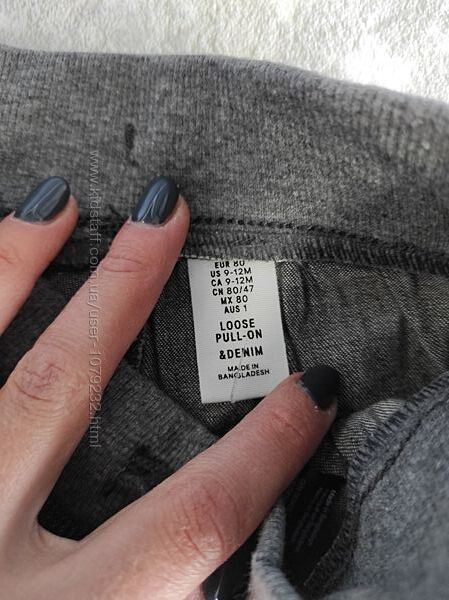 EUR 80
US 9-12M
CA 9-12M
CN 80/47
MX 80
AUS 1
LOOSE
PULL-ON
&DENIM
MADE IN
BANGLADESH
www.kidstaff.com.ua/user-1079232.html